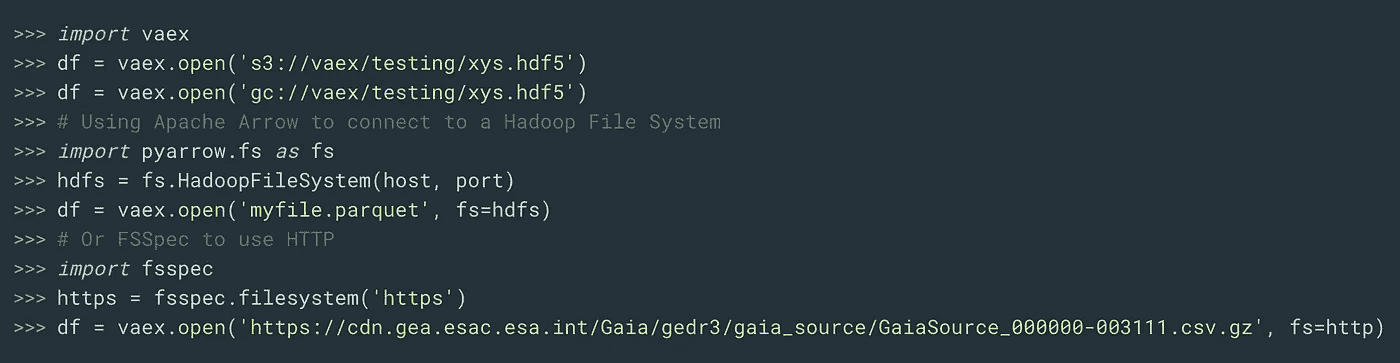 >>> import vaex
>>> df = vaex.open('s3://vaex/testing/xys.hdf5')
>>> df = vaex.open('gc://vaex/testing/xys.hdf5')
>>> # Using Apache Arrow to connect to a Hadoop File System
>>> import pyarrow.fs as fs
>>> hdfs = fs.HadoopFileSystem(host, port)
>>> df = vaex.open('myfile.parquet', fs=hdfs)
>>> # Or FSSpec to use HTTP
>>> import fsspec
>>> https = fsspec.filesystem('https')
>>> df = vaex.open('https://cdn.gea.esac.esa.int/Gaia/gedr3/gaia_source/GaiaSource_000000-003111.csv.gz', fs=http)